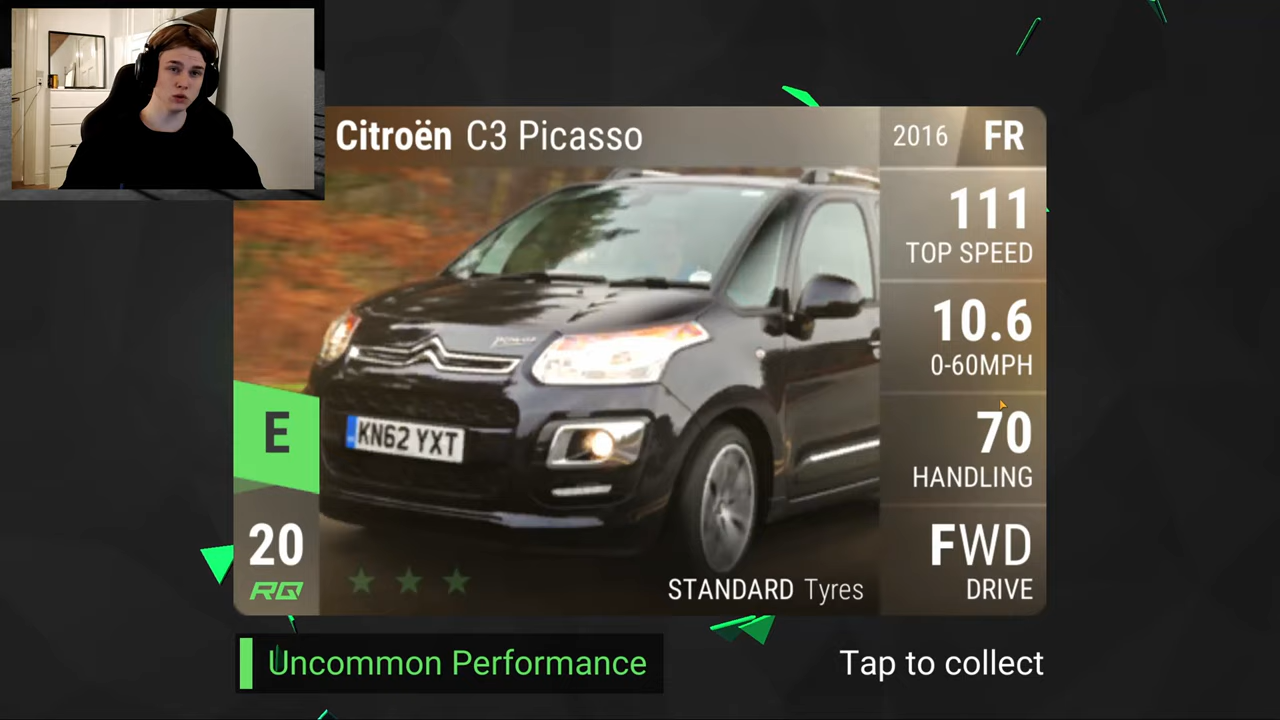 Citroën C3 Picasso
2016 FR
111
TOP SPEED
10.6
0-60MPH
70
HANDLING
FWD
DRIVE
KN62 YXT
E
20
RQ
STANDARD Tyres
Uncommon Performance
Tap to collect